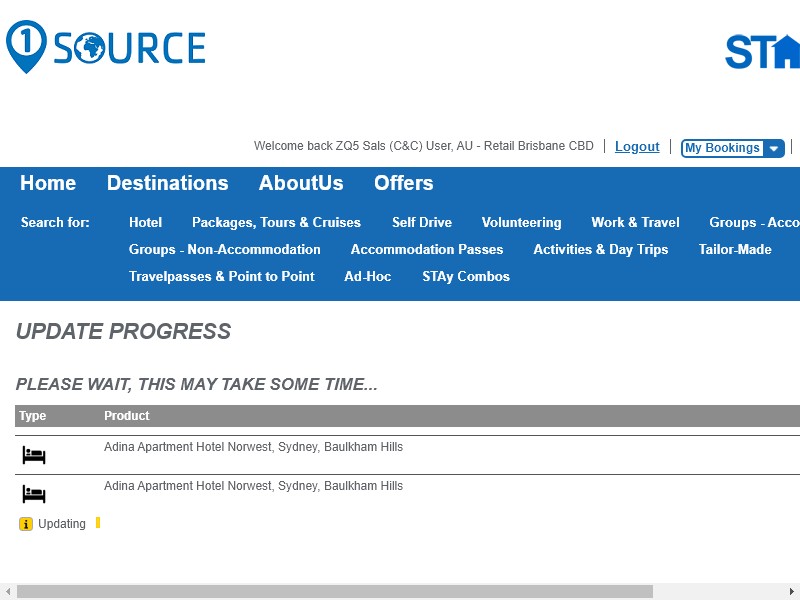 1 SOURCE
STA
Welcome back ZQ5 Sals (C&C) User, AU - Retail Brisbane CBD
Logout
My Bookings
Home Destinations AboutUs Offers
Search for: Hotel Packages, Tours & Cruises Self Drive Volunteering Work & Travel Groups - Acco
Groups - Non-Accommodation Accommodation Passes Activities & Day Trips Tailor-Made
Travelpasses & Point to Point Ad-Hoc STAy Combos
UPDATE PROGRESS
PLEASE WAIT, THIS MAY TAKE SOME TIME...
Type Product
Adina Apartment Hotel Norwest, Sydney, Baulkham Hills
Adina Apartment Hotel Norwest, Sydney, Baulkham Hills
i Updating